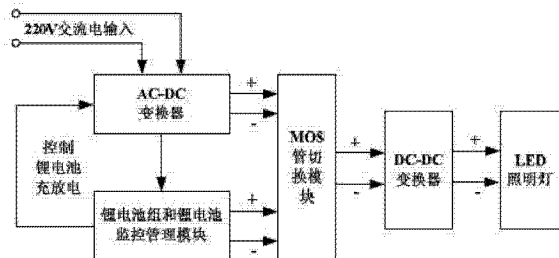 220V交流电输入
AC-DC
变换器
+
-
控制
锂电池
充放电
锂电池组和锂电池
监控管理模块
+
-
MOS
管切
换模
块
+
-
DC-DC
变换器
+
-
LED
照明灯